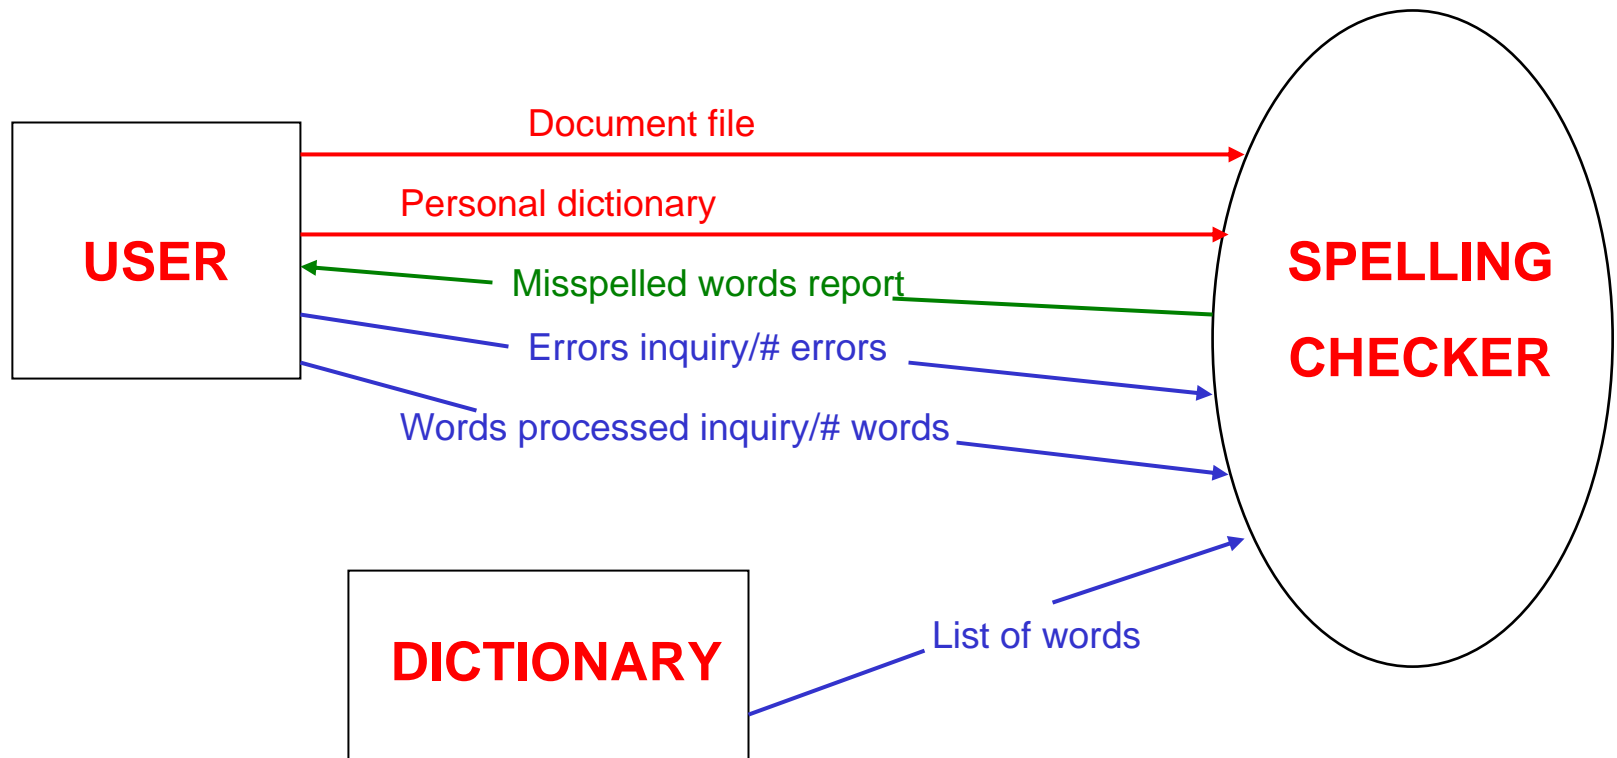 Document file
Personal dictionary
USER
SPELLING
Misspelled words report
Errors inquiry/# errors
CHECKER
Words processed inquiry/# words
List of words
DICTIONARY